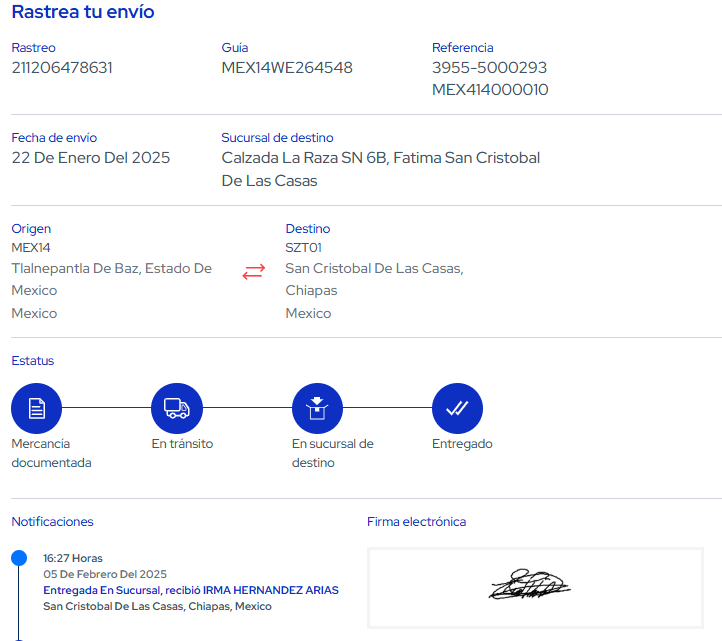 Rastrea tu envío
Rastreo
211206478631
Guía
MEX14WE264548
Referencia
3955-5000293
MEX414000010
Fecha de envío
22 De Enero Del 2025
Sucursal de destino
Calzada La Raza SN 6B, Fatima San Cristobal
De Las Casas
Origen
MEX14
Tlalnepantla De Baz, Estado De
Mexico
Mexico
Destino
SZT01
San Cristobal De Las Casas,
Chiapas
Mexico
Estatus
Mercancía
documentada
En tránsito
En sucursal de
destino
Entregado
Notificaciones
16:27 Horas
05 De Febrero Del 2025
Entregada En Sucursal, recibió IRMA HERNANDEZ ARIAS
San Cristobal De Las Casas, Chiapas, Mexico
Firma electrónica